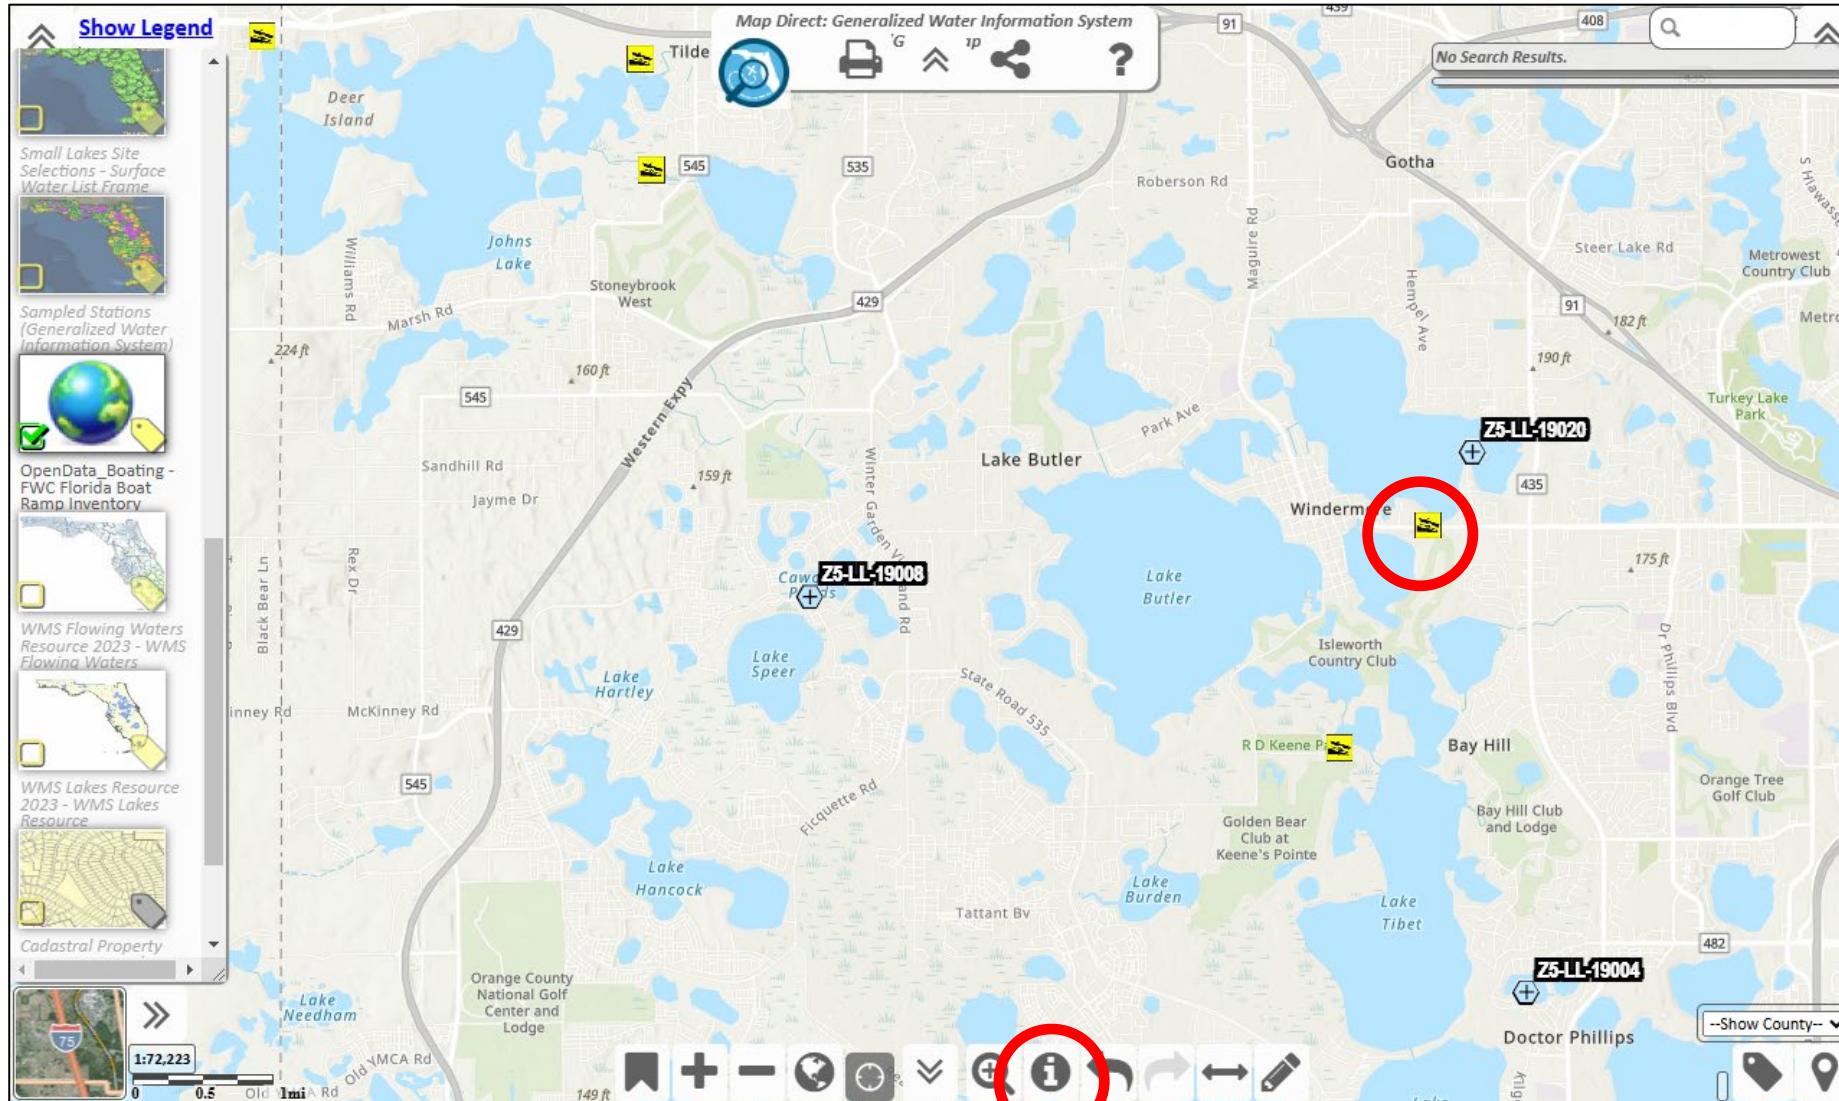 Show Legend
Small Lakes Site
Selections - Surface
Water List Frame
Sampled Stations
(Generalized Water
Information System)
OpenData_Boating -
FWC Florida Boat
Ramp Inventory
WMS Flowing Waters
Resource 2023 - WMS
Flowing Waters
WMS Lakes Resource
2023 - WMS Lakes
Resource
Cadastral Property
75
1:72,223
0 0.5 1mi
Map Direct: Generalized Water Information System
?
No Search Results.
--Show County--
Tilde
91
408
Deer
Island
545
535
Gotha
Roberson Rd
Maguire Rd
Johns
Lake
Williams Rd
Stoneybrook
West
Steer Lake Rd
Metrowest
Country Club
Hempel Ave
Marsh Rd
429
91
182 ft
224 ft
160 ft
190 ft
545
Western Expy
Turkey Lake
Park
Park Ave
Z5-LL-19020
Sandhill Rd
159 ft
Lake Butler
Jayme Dr
435
Windermere
Rex Dr
Black Bear Ln
Z5-LL-19008
175 ft
Lake
Butler
429
Isleworth
Country Club
Lake
Speer
Lake
Hartley
State Road 535
Dr Phillips Blvd
McKinney Rd
Bay Hill
545
Orange Tree
Golf Club
Ficquette Rd
Golden Bear
Club at
Keene's Pointe
Bay Hill Club
and Lodge
Lake
Hancock
Lake
Burden
Tattant Bv
Lake
Tibet
482
Z5-LL-19004
Orange County
National Golf
Center and
Lodge
Lake
Needham
Doctor Phillips
149 ft